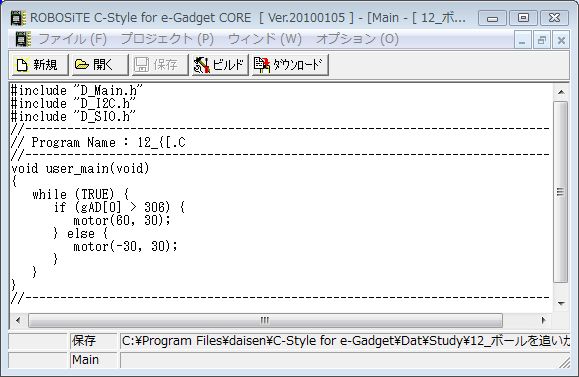 ROBOSiTE C-Style for e-Gadget CORE [ Ver.20100105 ] - [Main - [ 12_ボ...
ファイル (F) プロジェクト (P) ウィンド (W) オプション (O)
新規 開く 保存 ビルド ﾀﾞｳﾝﾛｰﾄﾞ
#include "D_Main.h"
#include "D_I2C.h"
#include "D_SIO.h"
//-----------------------------------------------------------------------
// Program Name : 12_{[.C
//-----------------------------------------------------------------------
void user_main(void)
{
while (TRUE) {
if (gAD[0] > 306) {
motor(60, 30);
} else {
motor(-30, 30);
}
}
}
//-----------------------------------------------------------------------
保存 C:¥Program Files¥daisen¥C-Style for e-Gadget¥Dat¥Study¥12_ボールを追いか
Main